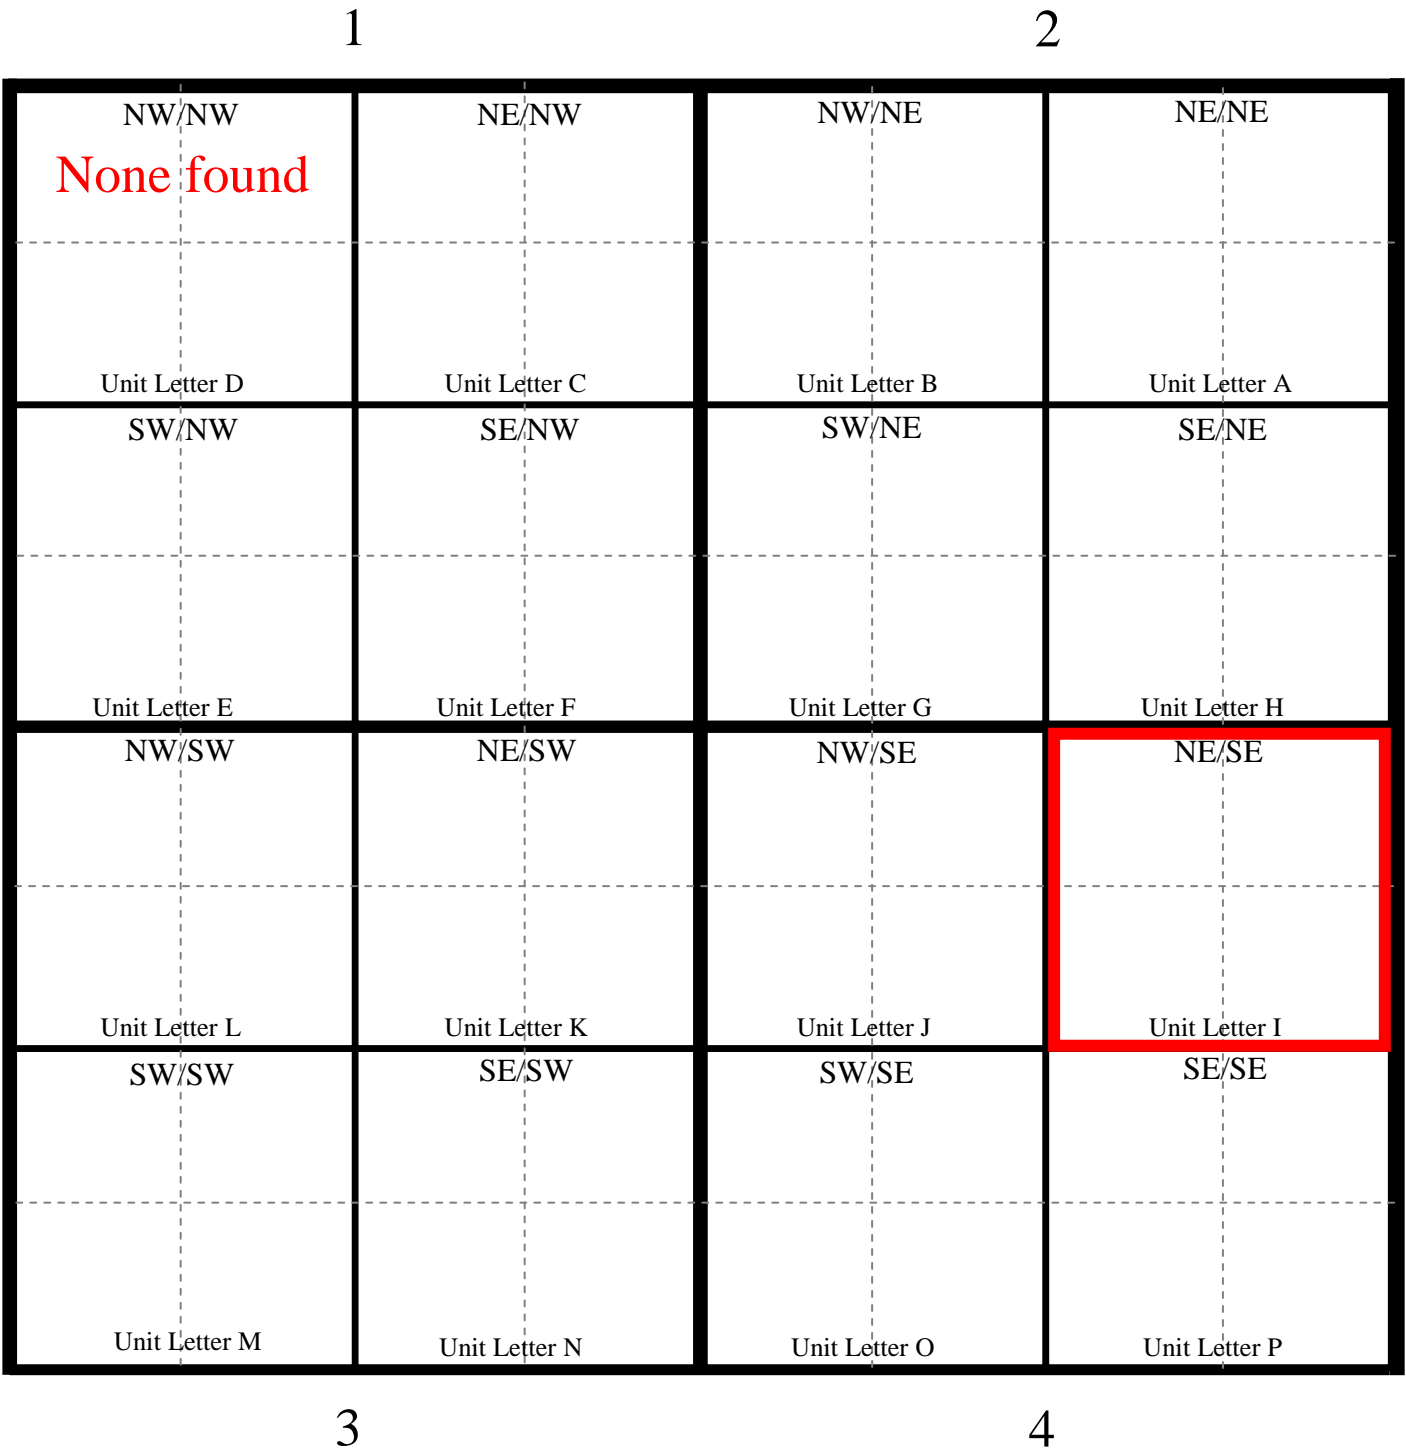 1 2
NW/NW NE/NW NW/NE NE/NE
None found
Unit Letter D Unit Letter C Unit Letter B Unit Letter A
SW/NW SE/NW SW/NE SE/NE
Unit Letter E Unit Letter F Unit Letter G Unit Letter H
NW/SW NE/SW NW/SE NE/SE
Unit Letter L Unit Letter K Unit Letter J Unit Letter I
SW/SW SE/SW SW/SE SE/SE
Unit Letter M Unit Letter N Unit Letter O Unit Letter P
3 4